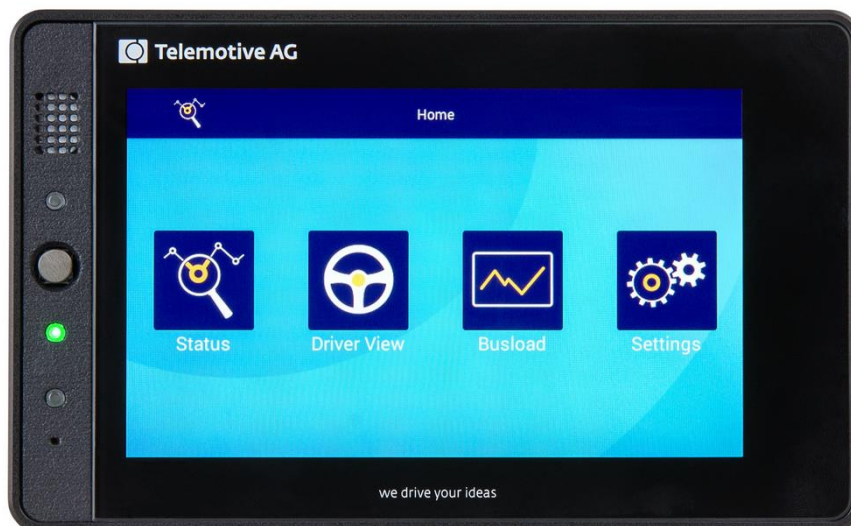 Telemotive AG
Home
Status
Driver View
Busload
Settings
we drive your ideas